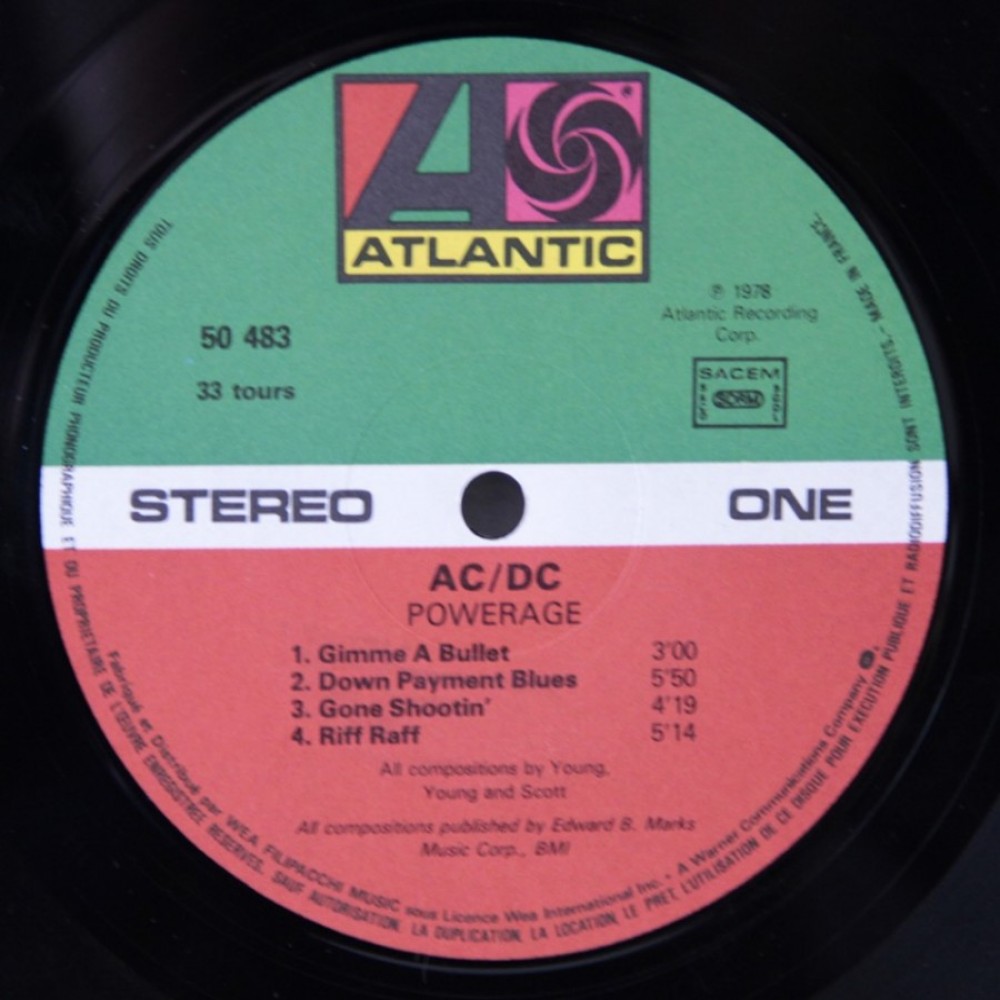 ATLANTIC
℗ 1978
Atlantic Recording
Corp.
50 483
33 tours
SACEM
SDRM
SACD
STEREO
ONE
AC/DC
POWERAGE
1. Gimme A Bullet 3'00
2. Down Payment Blues 5'50
3. Gone Shootin' 4'19
4. Riff Raff 5'14
All compositions by Young,
Young and Scott
All compositions published by Edward B. Marks
Music Corp., BMI
Fabriqué et Distribué par WEA FILIPACCHI MUSIC sous Licence Wea International Inc. - A Warner Communications Company
TOUS DROITS DU PRODUCTEUR PHONOGRAPHIQUE ET DU PROPRIETAIRE DE L'ŒUVRE ENREGISTREE RESERVES. SAUF AUTORISATION, LA DUPLICATION, LA LOCATION, LE PRET, L'UTILISATION DE CE DISQUE POUR EXECUTION PUBLIQUE ET RADIODIFFUSION SONT INTERDITS. - MADE IN FRANCE.